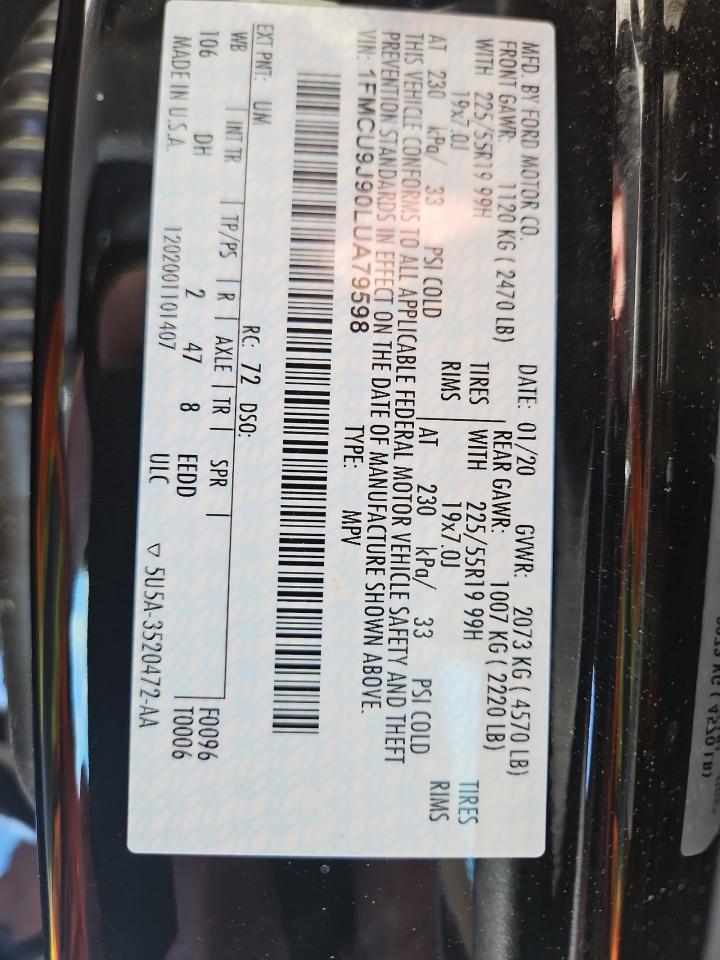 MFD. BY FORD MOTOR CO.
DATE: 01/20 GVWR: 2073 KG ( 4570 LB)
FRONT GAWR: 1120 KG ( 2470 LB) REAR GAWR: 1007 KG ( 2220 LB)
WITH 225/55R19 99H TIRES WITH 225/55R19 99H TIRES
19x7.0J RIMS 19x7.0J RIMS
AT 230 kPa/ 33 PSI COLD AT 230 kPa/ 33 PSI COLD
THIS VEHICLE CONFORMS TO ALL APPLICABLE FEDERAL MOTOR VEHICLE SAFETY AND THEFT
PREVENTION STANDARDS IN EFFECT ON THE DATE OF MANUFACTURE SHOWN ABOVE.
VIN: 1FMCU9J90LUA79598 TYPE: MPV
EXT PNT: UM RC: 72 DSO:
WB | INT TR | TP/PS | R | AXLE | TR | SPR | F0096
106 DH 2 47 8 EEDD T0006
MADE IN U.S.A. 1202001101407 ULC ▽ 5U5A-3520472-AA